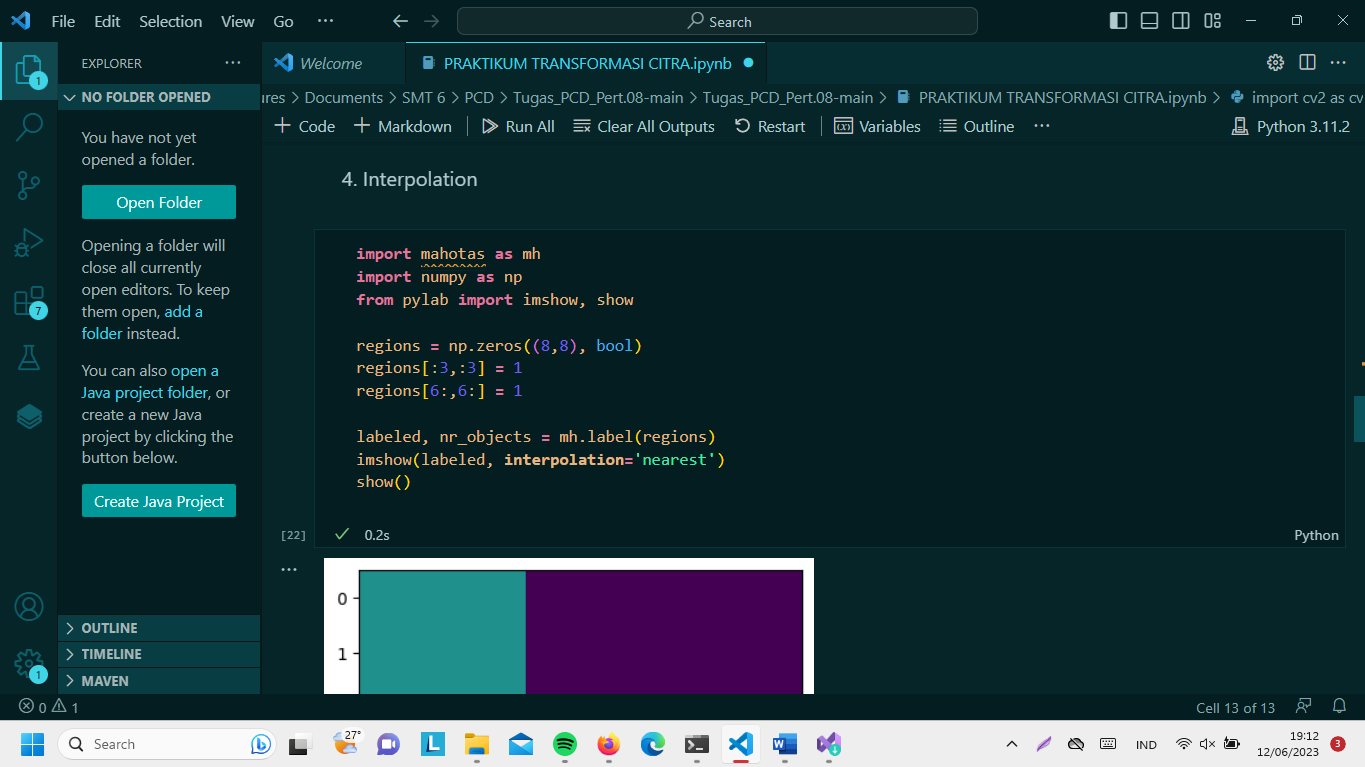 File Edit Selection View Go ···
Search
EXPLORER ···
Welcome
PRAKTIKUM TRANSFORMASI CITRA.ipynb
NO FOLDER OPENED
ures > Documents > SMT 6 > PCD > Tugas_PCD_Pert.08-main > Tugas_PCD_Pert.08-main > PRAKTIKUM TRANSFORMASI CITRA.ipynb > import cv2 as cv
+ Code + Markdown Run All Clear All Outputs Restart Variables Outline ··· Python 3.11.2
You have not yet
opened a folder.
Open Folder
Opening a folder will
close all currently
open editors. To keep
them open, add a
folder instead.
You can also open a
Java project folder, or
create a new Java
project by clicking the
button below.
Create Java Project
OUTLINE
TIMELINE
MAVEN
1
7
1
4. Interpolation
import mahotas as mh
import numpy as np
from pylab import imshow, show
regions = np.zeros((8,8), bool)
regions[:3,:3] = 1
regions[6:,6:] = 1
labeled, nr_objects = mh.label(regions)
imshow(labeled, interpolation='nearest')
show()
[22] 0.2s Python
···
0
1
0 1 Cell 13 of 13
27°
Search
L
W
IND
19:12
12/06/2023
3